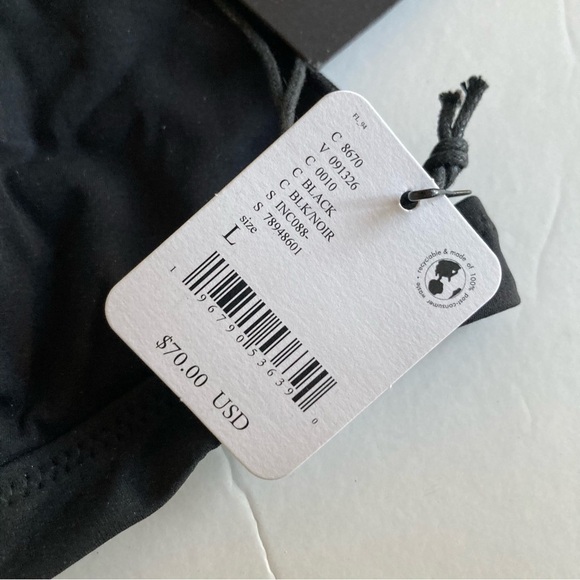 FL_04
C 8670
V 091326
C 0010
C BLACK
C BLK/NOIR
S INC088-
S 78948601
size
L
1 96790 53639 0
$70.00 USD
recyclable & made of 100% post-consumer waste •